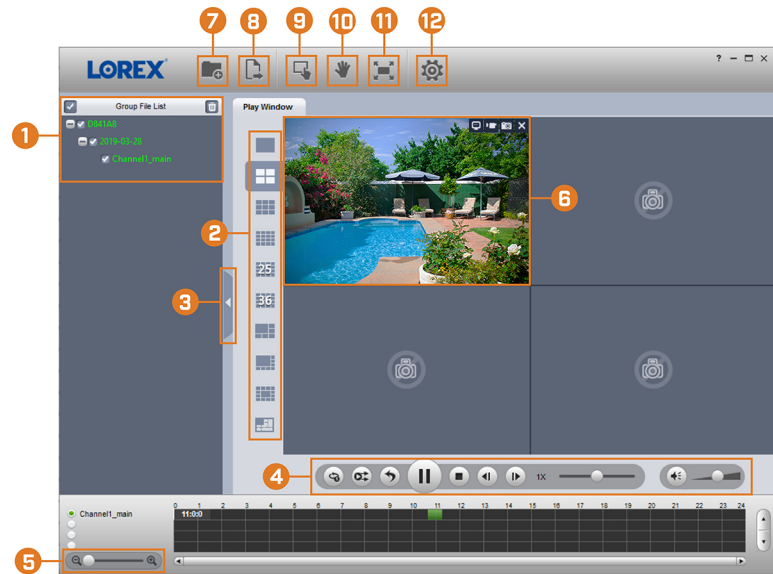 7 8 9 10 11 12
LOREX
?
1
Group File List
D841A8
2019-03-28
Channel1_main
Play Window
2
25
36
3
6
4
1X
5
Channel1_main
0 1 2 3 4 5 6 7 8 9 10 11 12 13 14 15 16 17 18 19 20 21 22 23 24
11:0:0